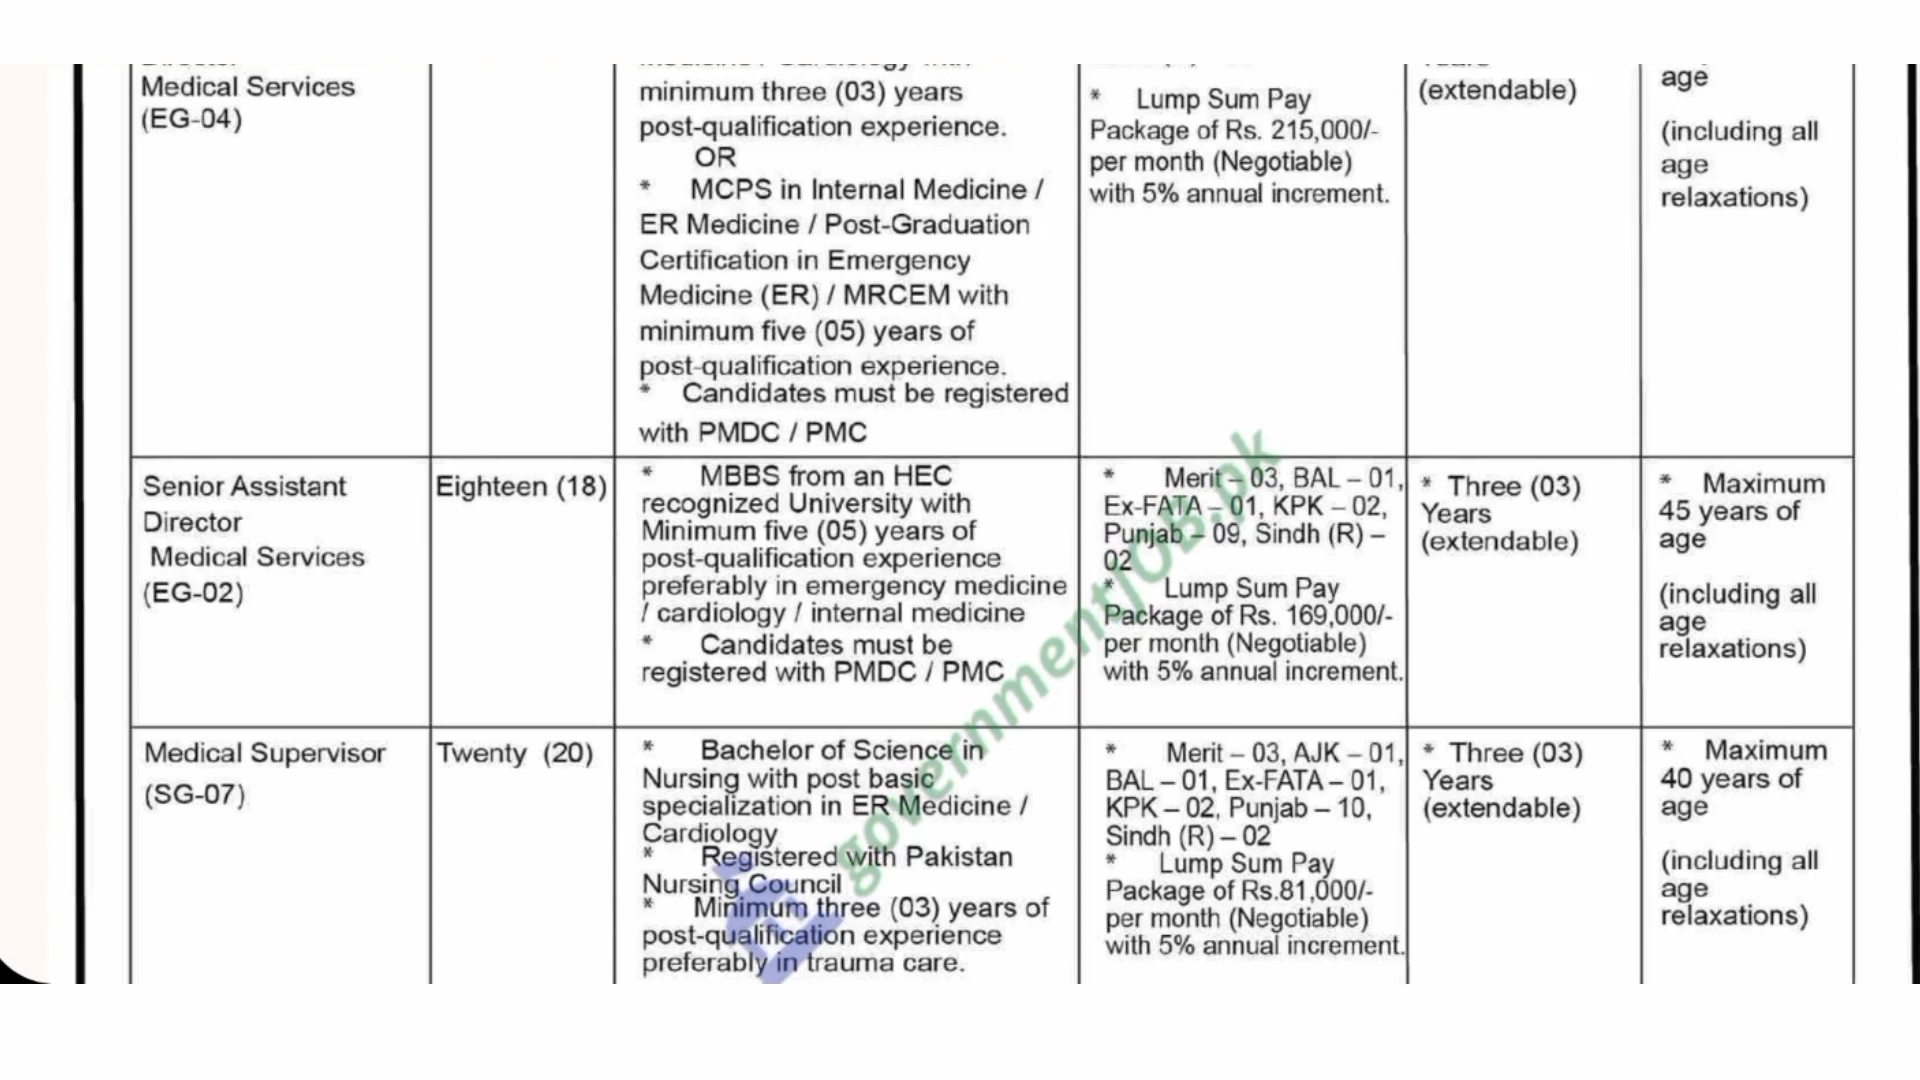 Medical Services
(EG-04)
minimum three (03) years
post-qualification experience.
OR
* MCPS in Internal Medicine /
ER Medicine / Post-Graduation
Certification in Emergency
Medicine (ER) / MRCEM with
minimum five (05) years of
post-qualification experience.
* Candidates must be registered
with PMDC / PMC
* Lump Sum Pay
Package of Rs. 215,000/-
per month (Negotiable)
with 5% annual increment.
(extendable)
age
(including all
age
relaxations)
Senior Assistant
Director
Medical Services
(EG-02)
Eighteen (18)
* MBBS from an HEC
recognized University with
Minimum five (05) years of
post-qualification experience
preferably in emergency medicine
/ cardiology / internal medicine
* Candidates must be
registered with PMDC / PMC
* Merit – 03, BAL – 01,
Ex-FATA – 01, KPK – 02,
Punjab – 09, Sindh (R) –
02
* Lump Sum Pay
Package of Rs. 169,000/-
per month (Negotiable)
with 5% annual increment.
* Three (03)
Years
(extendable)
* Maximum
45 years of
age
(including all
age
relaxations)
Medical Supervisor
(SG-07)
Twenty (20)
* Bachelor of Science in
Nursing with post basic
specialization in ER Medicine /
Cardiology
* Registered with Pakistan
Nursing Council
* Minimum three (03) years of
post-qualification experience
preferably in trauma care.
* Merit – 03, AJK – 01,
BAL – 01, Ex-FATA – 01,
KPK – 02, Punjab – 10,
Sindh (R) – 02
* Lump Sum Pay
Package of Rs.81,000/-
per month (Negotiable)
with 5% annual increment.
* Three (03)
Years
(extendable)
* Maximum
40 years of
age
(including all
age
relaxations)
governmentJOB.pk